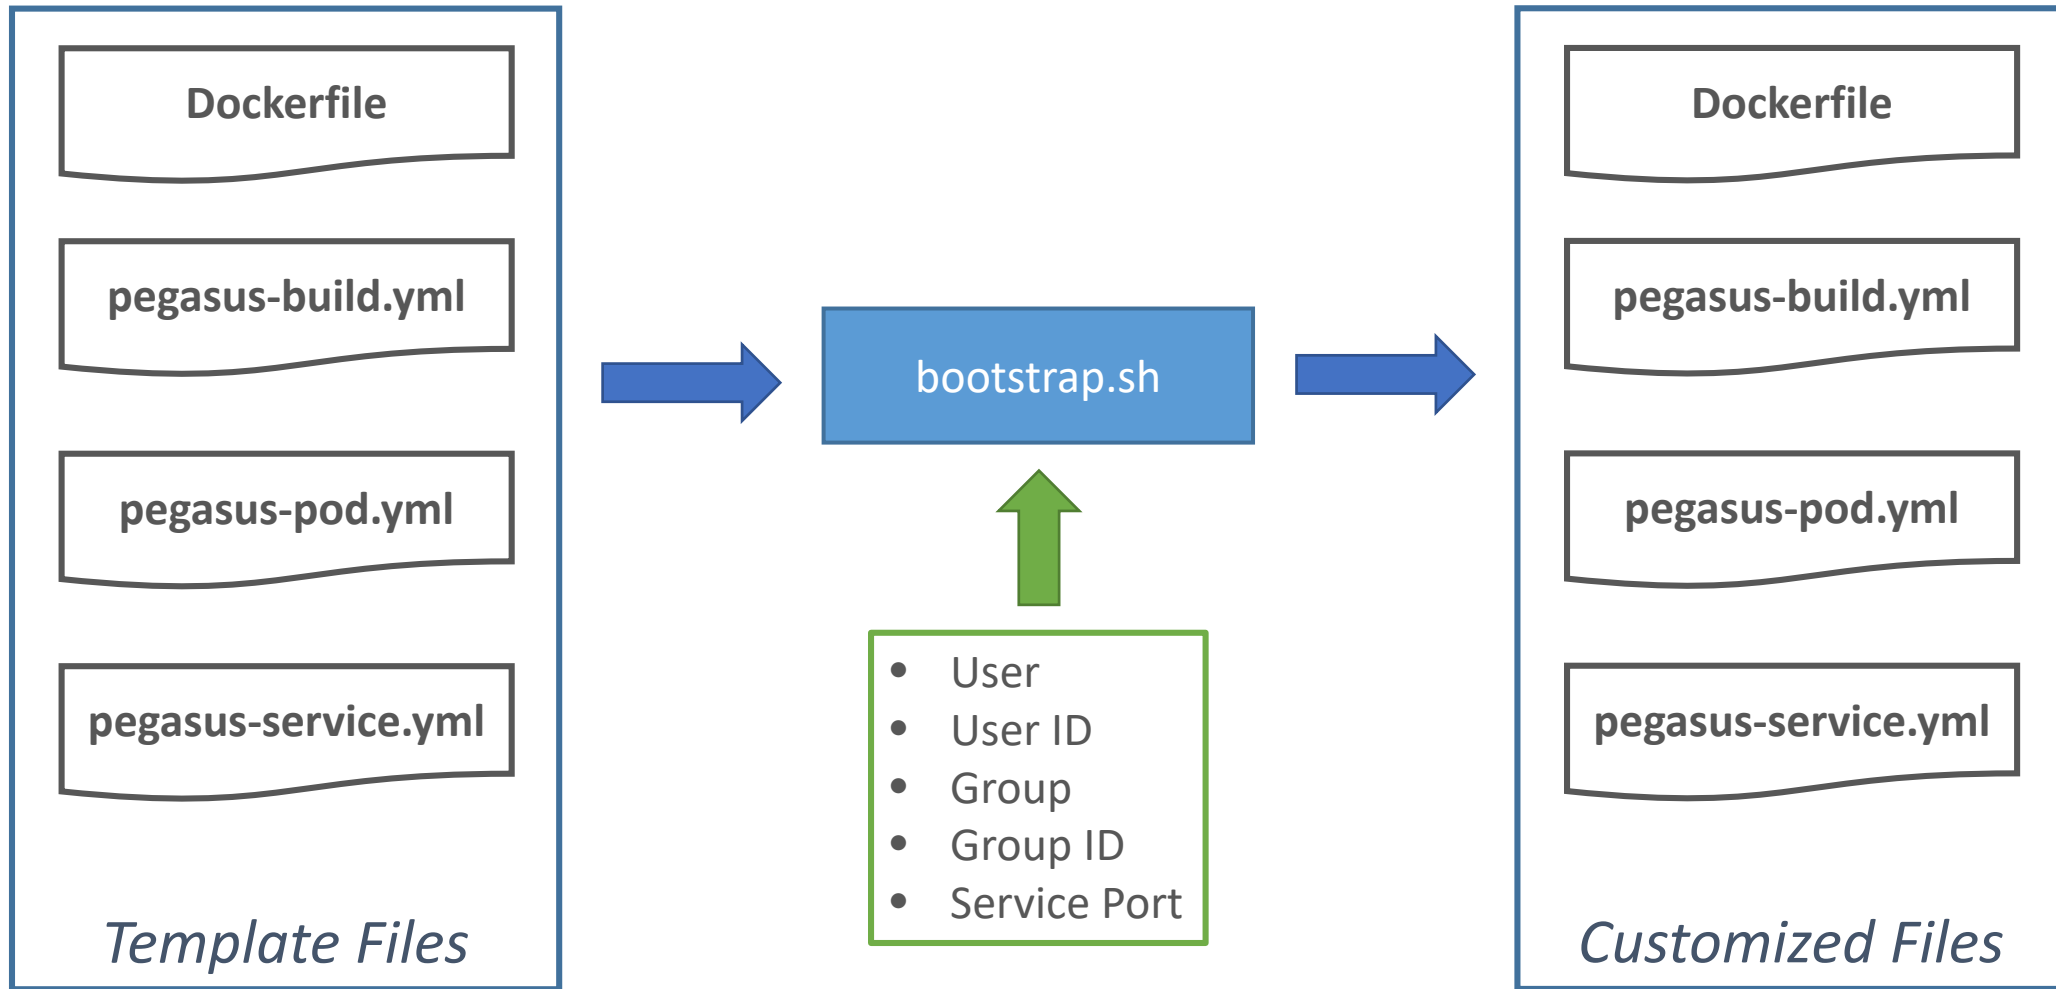 Dockerfile
pegasus-build.yml
pegasus-pod.yml
pegasus-service.yml
Template Files
bootstrap.sh
• User
• User ID
• Group
• Group ID
• Service Port
Dockerfile
pegasus-build.yml
pegasus-pod.yml
pegasus-service.yml
Customized Files